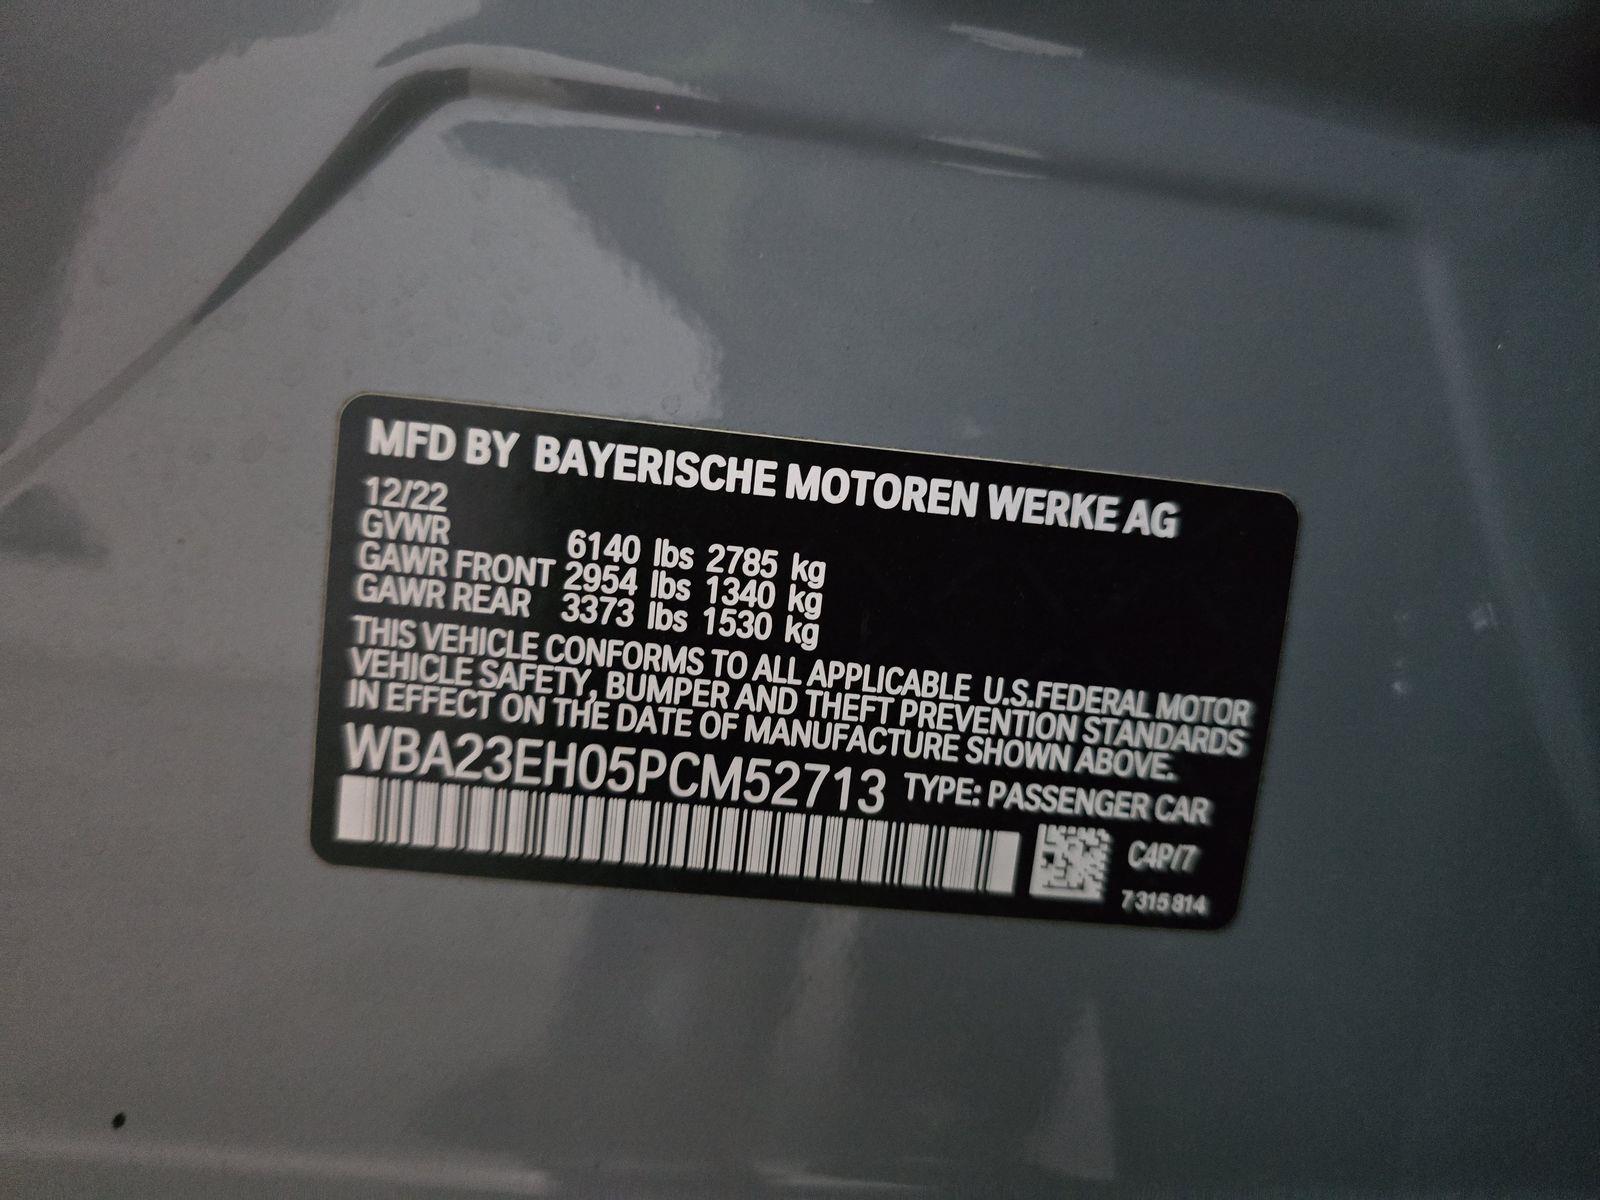 MFD BY BAYERISCHE MOTOREN WERKE AG
12/22
GVWR 6140 lbs 2785 kg
GAWR FRONT 2954 lbs 1340 kg
GAWR REAR 3373 lbs 1530 kg
THIS VEHICLE CONFORMS TO ALL APPLICABLE U.S.FEDERAL MOTOR
VEHICLE SAFETY, BUMPER AND THEFT PREVENTION STANDARDS
IN EFFECT ON THE DATE OF MANUFACTURE SHOWN ABOVE.
WBA23EH05PCM52713 TYPE: PASSENGER CAR
C4P/7
7 315 814